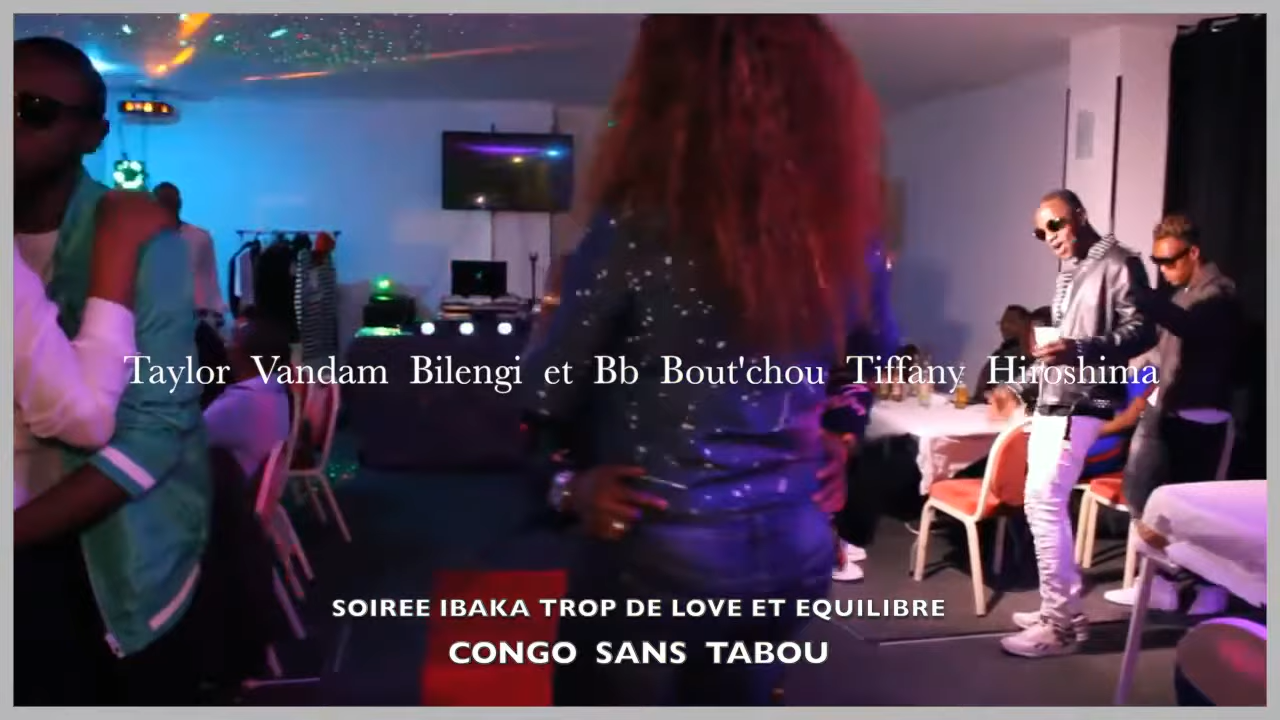 Taylor Vandam Bilengi et Bb Bout'chou Tiffany Hiroshima
SOIREE IBAKA TROP DE LOVE ET EQUILIBRE
CONGO SANS TABOU